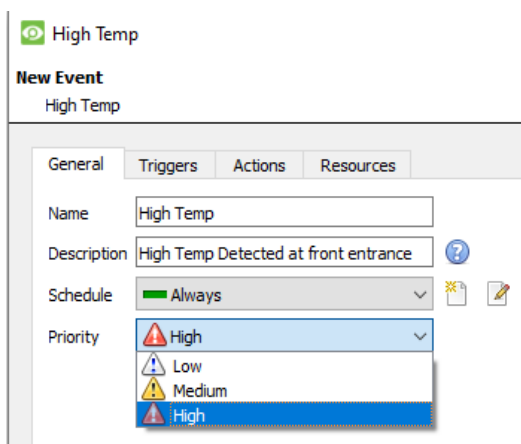 High Temp
New Event
High Temp
General Triggers Actions Resources
Name High Temp
Description High Temp Detected at front entrance
Schedule Always
Priority High
Low
Medium
High